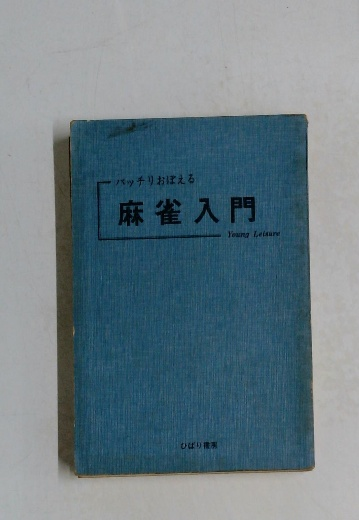 バッチリおぼえる
麻雀入門
Young Leisure
ひばり書房